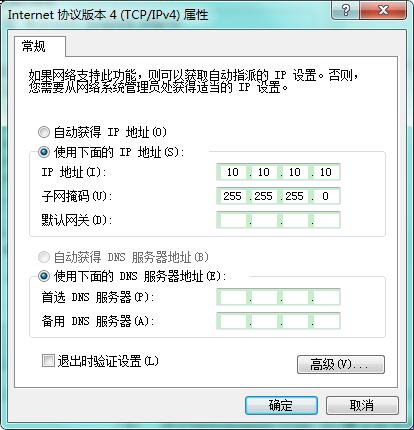 Internet 协议版本 4 (TCP/IPv4) 属性
常规
如果网络支持此功能，则可以获取自动指派的 IP 设置。否则，
您需要从网络系统管理员处获得适当的 IP 设置。
自动获得 IP 地址(O)
使用下面的 IP 地址(S):
IP 地址(I): 10 . 10 . 10 . 10
子网掩码(U): 255 . 255 . 255 . 0
默认网关(D): . . .
自动获得 DNS 服务器地址(B)
使用下面的 DNS 服务器地址(E):
首选 DNS 服务器(P): . . .
备用 DNS 服务器(A): . . .
退出时验证设置(L)
高级(V)...
确定
取消